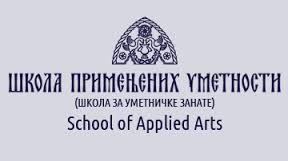 ШКОЛА ПРИМЕЊЕНИХ УМЕТНОСТИ
(ШКОЛА ЗА УМЕТНИЧКЕ ЗАНАТЕ)
School of Applied Arts